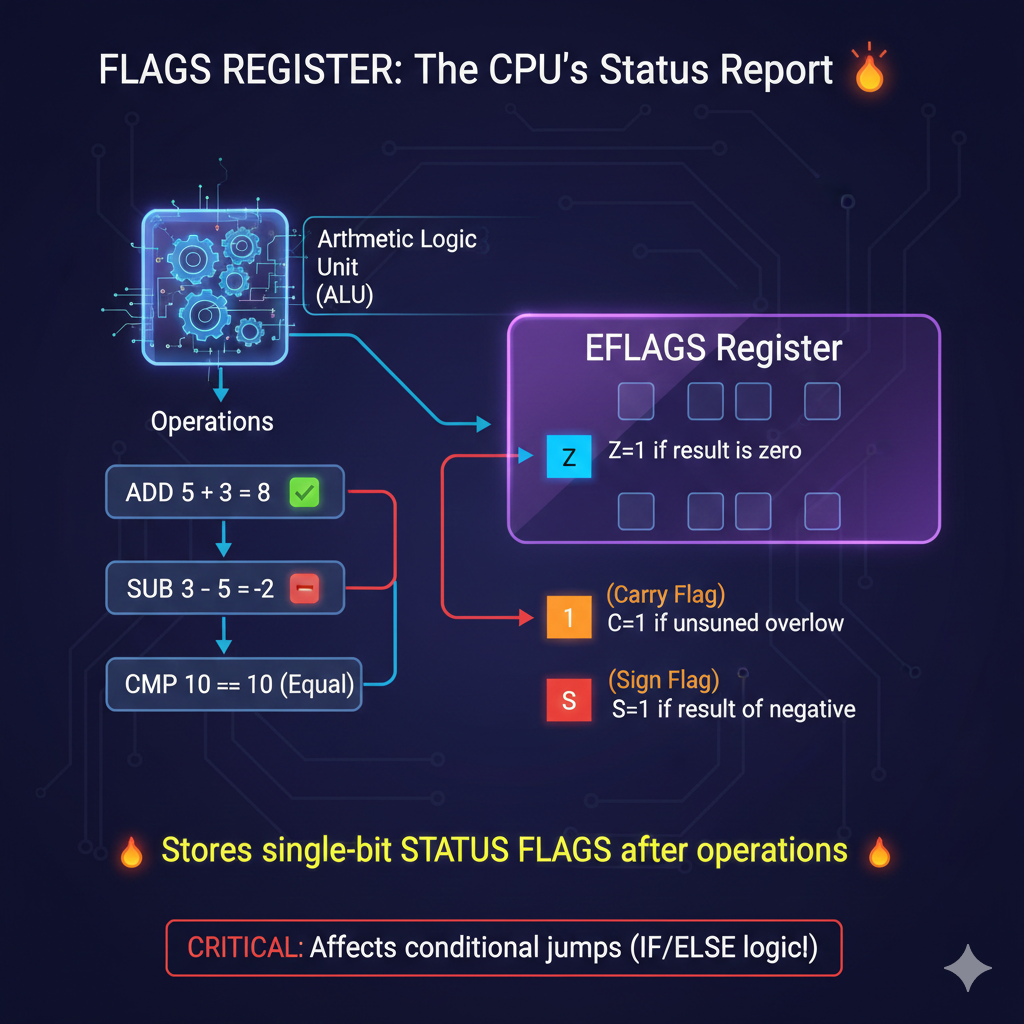 FLAGS REGISTER: The CPU's Status Report
Arthmetic Logic
Unit
(ALU)
Operations
ADD 5 + 3 = 8
SUB 3 - 5 = -2
CMP 10 == 10 (Equal)
EFLAGS Register
Z
Z=1 if result is zero
1
(Carry Flag)
C=1 if unsuned overlow
S
(Sign Flag)
S=1 if result of negative
Stores single-bit STATUS FLAGS after operations
CRITICAL: Affects conditional jumps (IF/ELSE logic!)